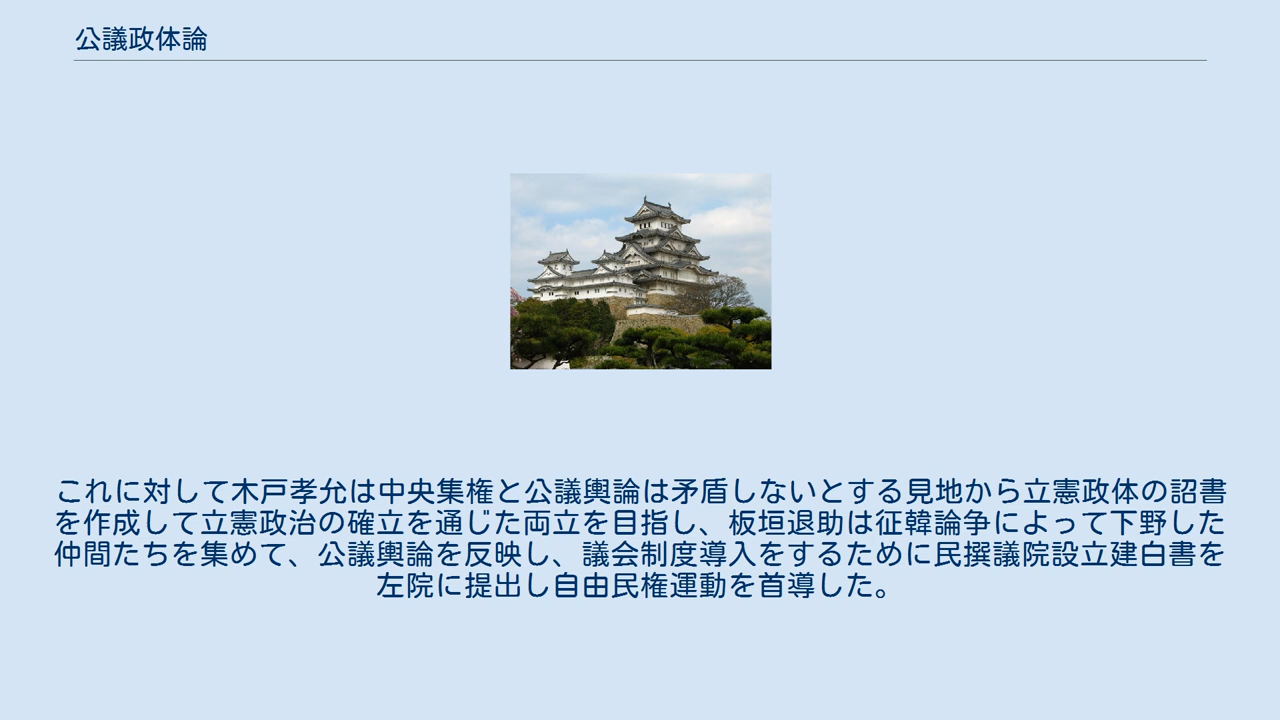 公議政体論
これに対して木戸孝允は中央集権と公議輿論は矛盾しないとする見地から立憲政体の詔書
を作成して立憲政治の確立を通じた両立を目指し、板垣退助は征韓論争によって下野した
仲間たちを集めて、公議輿論を反映し、議会制度導入をするために民撰議院設立建白書を
左院に提出し自由民権運動を首導した。